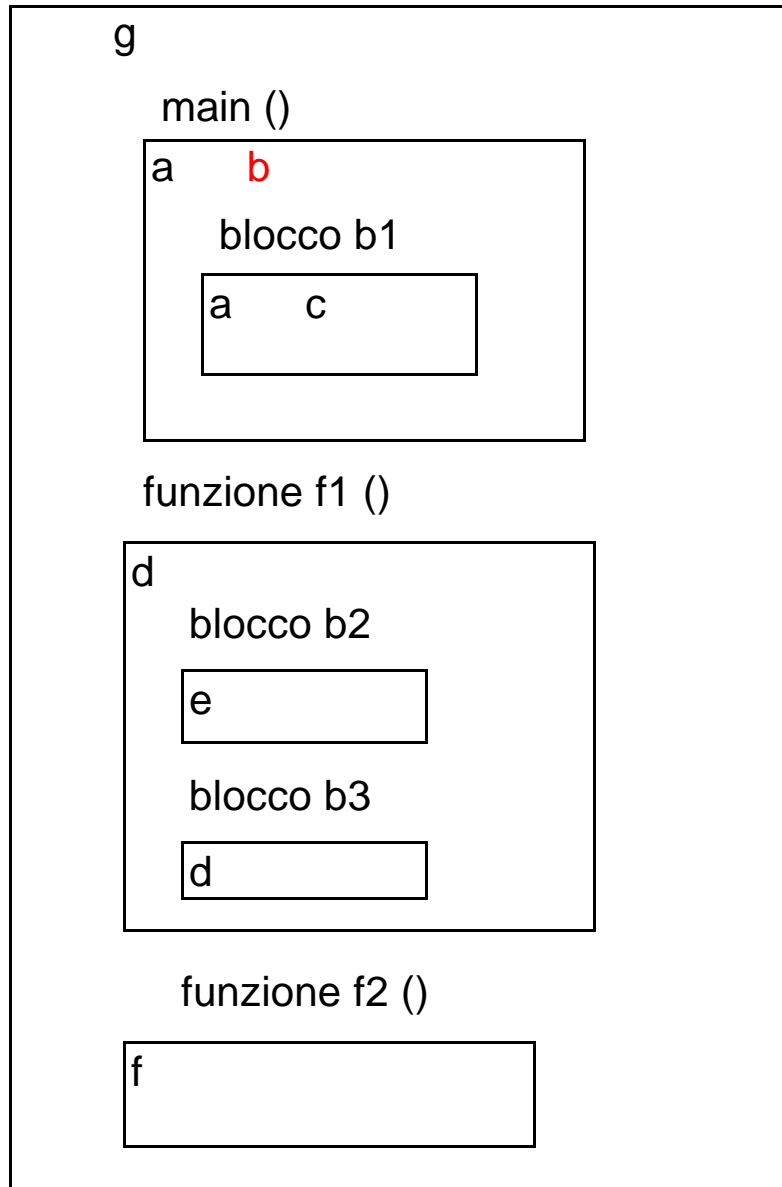 g
main ()
a b
blocco b1
a c
funzione f1 ()
d
blocco b2
e
blocco b3
d
funzione f2 ()
f